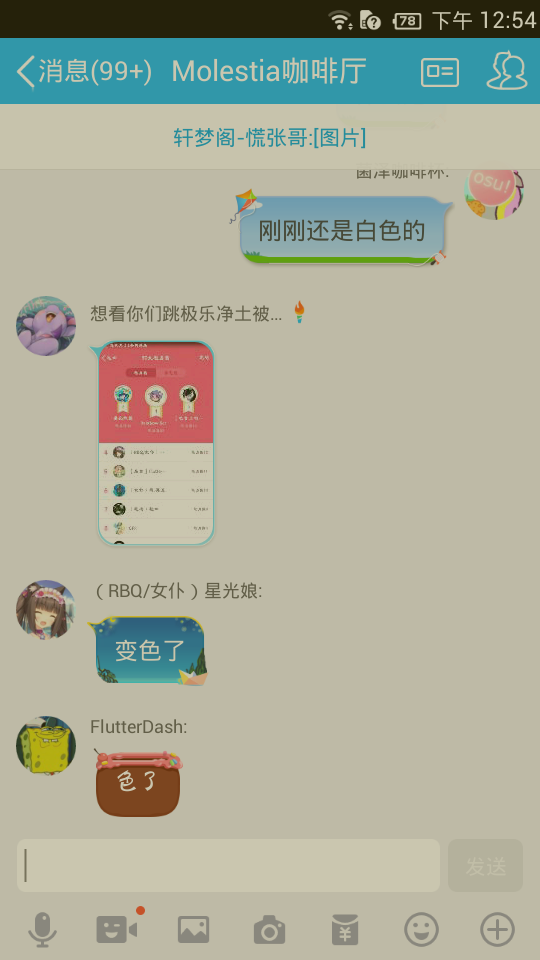 78 下午 12:54
消息(99+) Molestia咖啡厅
轩梦阁-慌张哥:[图片]
菌泽咖啡杯:
osu!
刚刚还是白色的
想看你们跳极乐净土被...
（RBQ/女仆）星光娘:
变色了
FlutterDash:
色了
发送